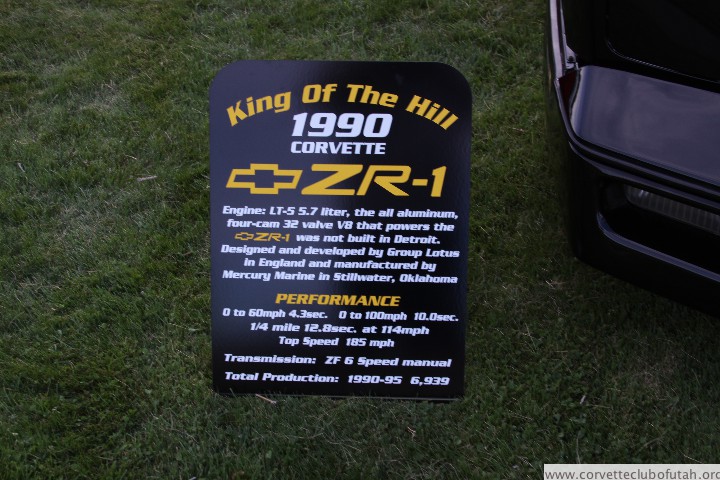 King Of The Hill
1990
CORVETTE
ZR-1
Engine: LT-5 5.7 liter, the all aluminum,
four-cam 32 valve V8 that powers the
ZR-1 was not built in Detroit.
Designed and developed by Group Lotus
in England and manufactured by
Mercury Marine in Stillwater, Oklahoma
PERFORMANCE
0 to 60mph 4.3sec. 0 to 100mph 10.0sec.
1/4 mile 12.8sec. at 114mph
Top Speed 185 mph
Transmission: ZF 6 Speed manual
Total Production: 1990-95 6,939
www.corvetteclubofutah.org